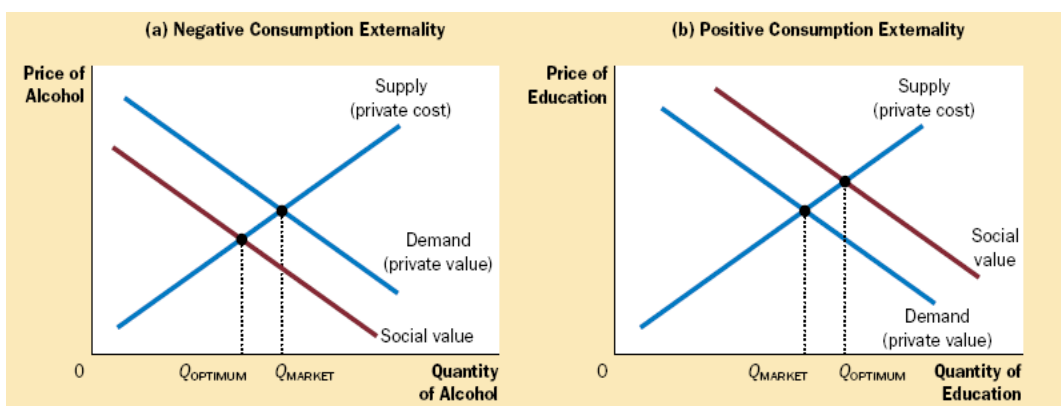 (a) Negative Consumption Externality
Price of
Alcohol
Supply
(private cost)
Demand
(private value)
Social value
0
QOPTIMUM
QMARKET
Quantity
of Alcohol
(b) Positive Consumption Externality
Price of
Education
Supply
(private cost)
Social
value
Demand
(private value)
0
QMARKET
QOPTIMUM
Quantity of
Education